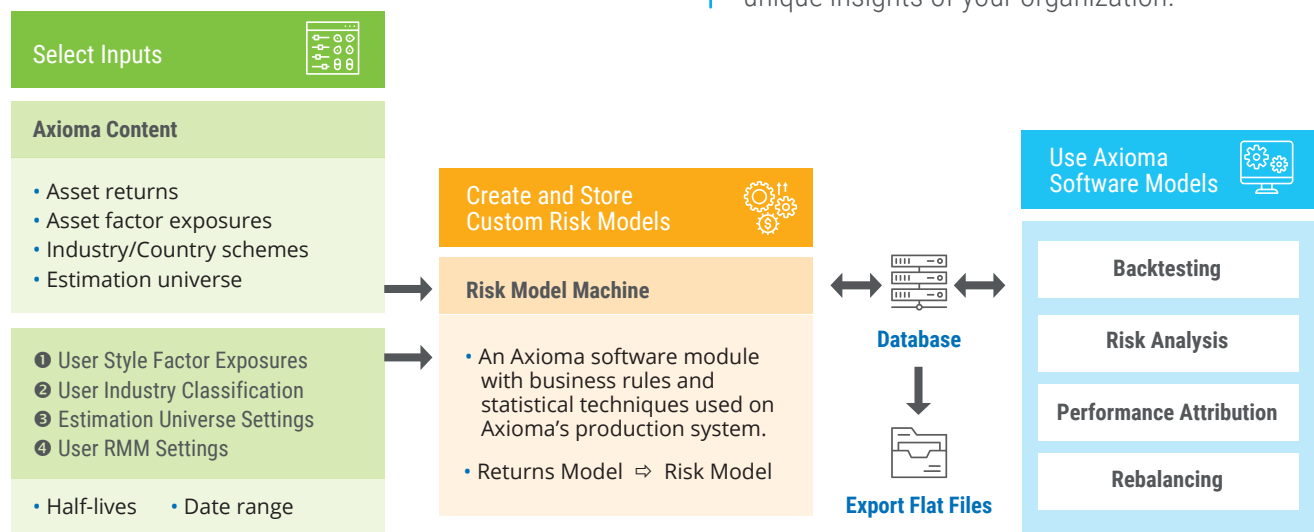 unique insights of your organization.
Select Inputs
Axioma Content
• Asset returns
• Asset factor exposures
• Industry/Country schemes
• Estimation universe
❶ User Style Factor Exposures
❷ User Industry Classification
❸ Estimation Universe Settings
❹ User RMM Settings
• Half-lives • Date range
Create and Store
Custom Risk Models
Risk Model Machine
• An Axioma software module
with business rules and
statistical techniques used on
Axioma’s production system.
• Returns Model ⇨ Risk Model
Database
Export Flat Files
Use Axioma
Software Models
Backtesting
Risk Analysis
Performance Attribution
Rebalancing